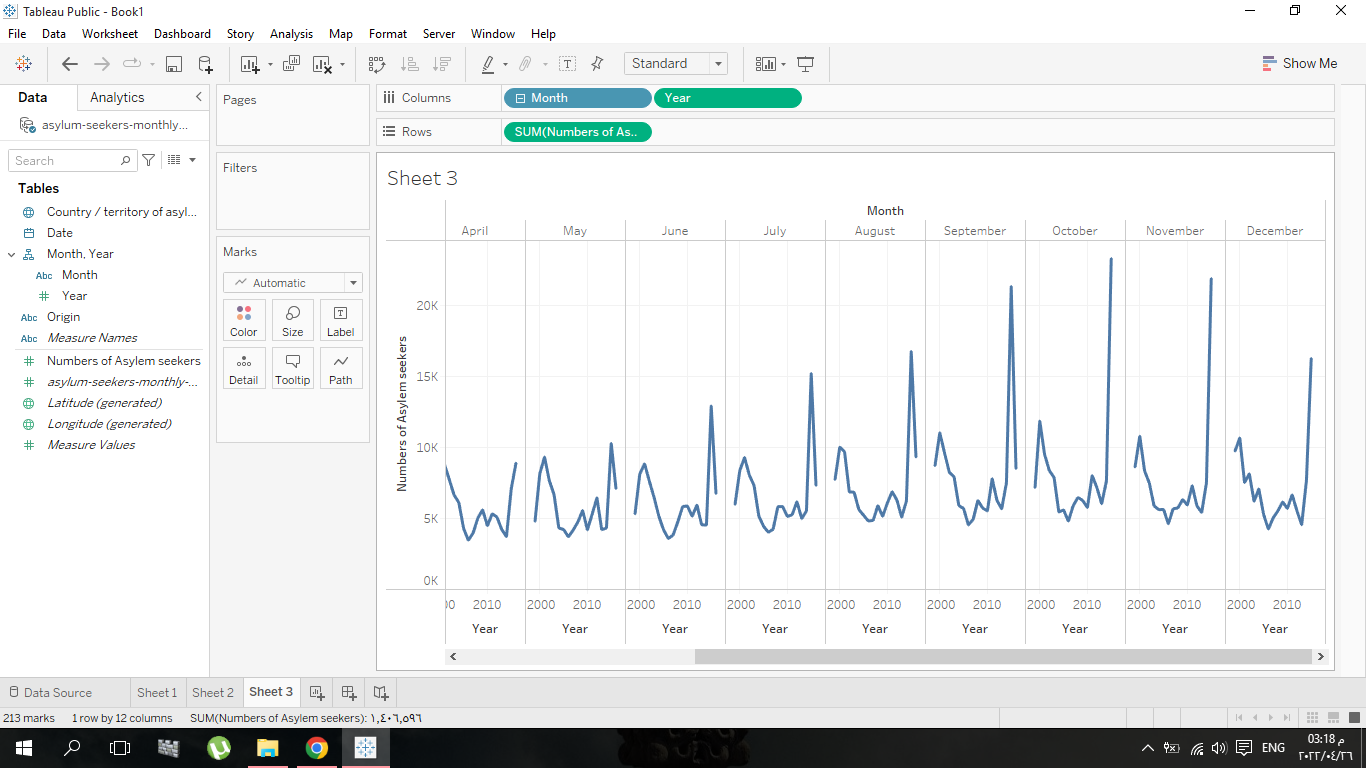 Tableau Public - Book1
File Data Worksheet Dashboard Story Analysis Map Format Server Window Help
Standard
Show Me
Data Analytics
asylum-seekers-monthly...
Search
Tables
Country / territory of asyl...
Date
Month, Year
Abc Month
Year
Abc Origin
Abc Measure Names
Numbers of Asylem seekers
asylum-seekers-monthly-...
Latitude (generated)
Longitude (generated)
Measure Values
Pages
Filters
Marks
Automatic
Color Size Label
Detail Tooltip Path
Columns Month Year
Rows SUM(Numbers of As..
Sheet 3
Month
April May June July August September October November December
Numbers of Asylem seekers
20K
15K
10K
5K
0K
00 2010 2000 2010 2000 2010 2000 2010 2000 2010 2000 2010 2000 2010 2000 2010 2000 2010
Year Year Year Year Year Year Year Year Year
Data Source Sheet 1 Sheet 2 Sheet 3
213 marks 1 row by 12 columns SUM(Numbers of Asylem seekers): ١,٤٠٦,٥٩٦
ENG
03:18 م
٢٠٢٢/٠٤/٢٦